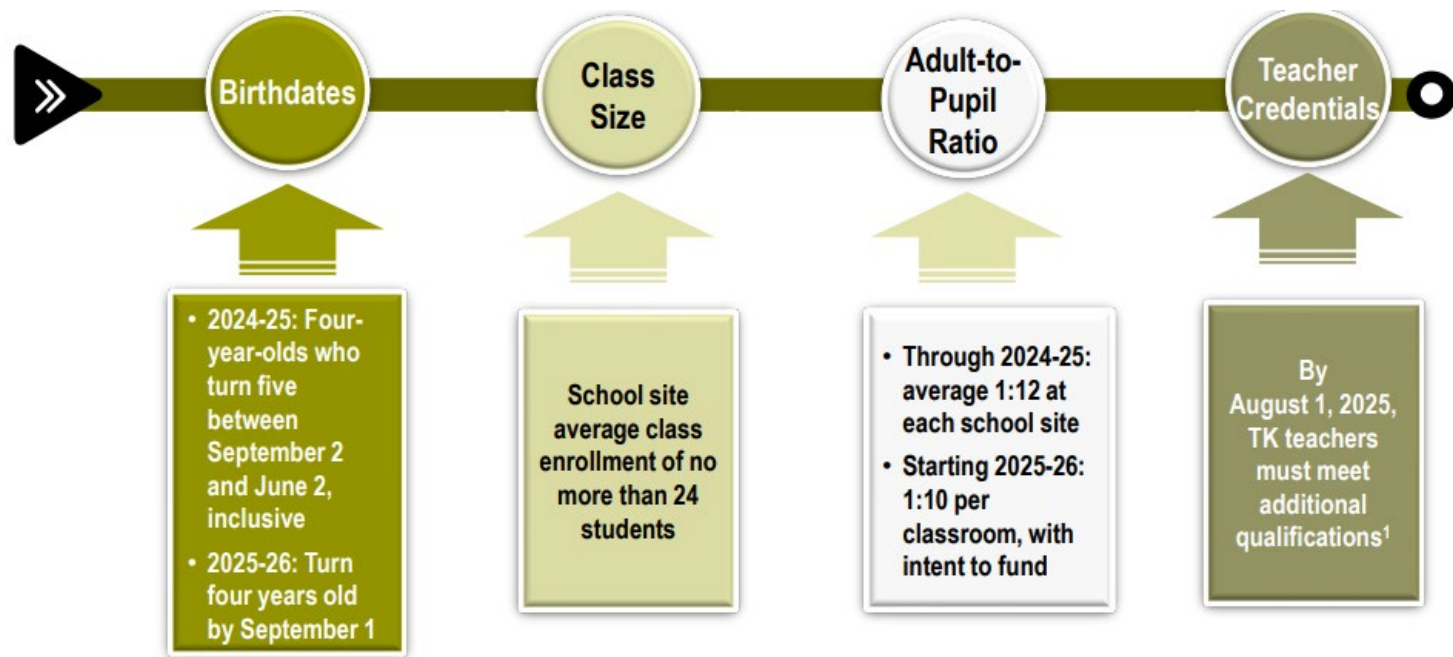 Birthdates
Class
Size
Adult-to-
Pupil
Ratio
Teacher
Credentials
• 2024-25: Four-
year-olds who
turn five
between
September 2
and June 2,
inclusive
• 2025-26: Turn
four years old
by September 1
School site
average class
enrollment of no
more than 24
students
• Through 2024-25:
average 1:12 at
each school site
• Starting 2025-26:
1:10 per
classroom, with
intent to fund
By
August 1, 2025,
TK teachers
must meet
additional
qualifications¹